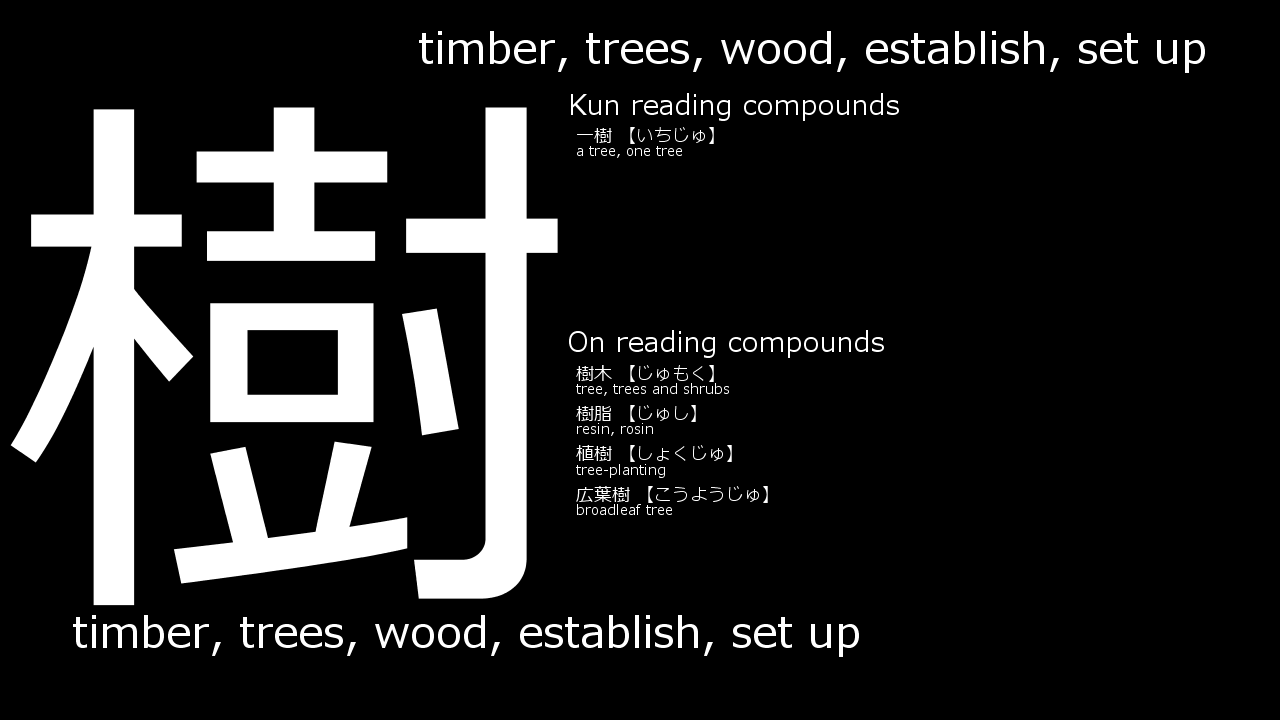 timber, trees, wood, establish, set up
樹
Kun reading compounds
一樹 【いちじゅ】
a tree, one tree
On reading compounds
樹木 【じゅもく】
tree, trees and shrubs
樹脂 【じゅし】
resin, rosin
植樹 【しょくじゅ】
tree-planting
広葉樹 【こうようじゅ】
broadleaf tree
timber, trees, wood, establish, set up